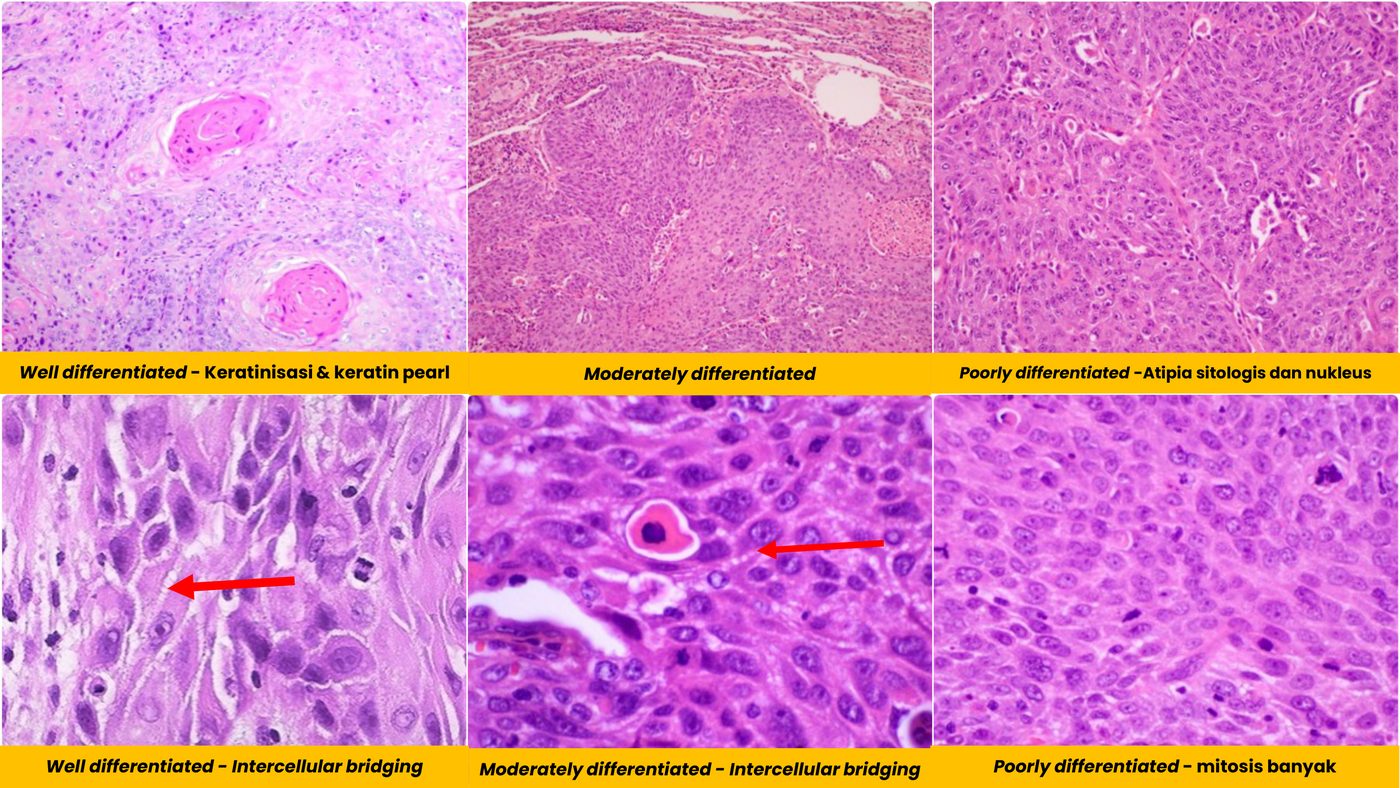 Well differentiated - Keratinisasi & keratin pearl
Moderately differentiated
Poorly differentiated -Atipia sitologis dan nukleus
Well differentiated - Intercellular bridging
Moderately differentiated - Intercellular bridging
Poorly differentiated - mitosis banyak